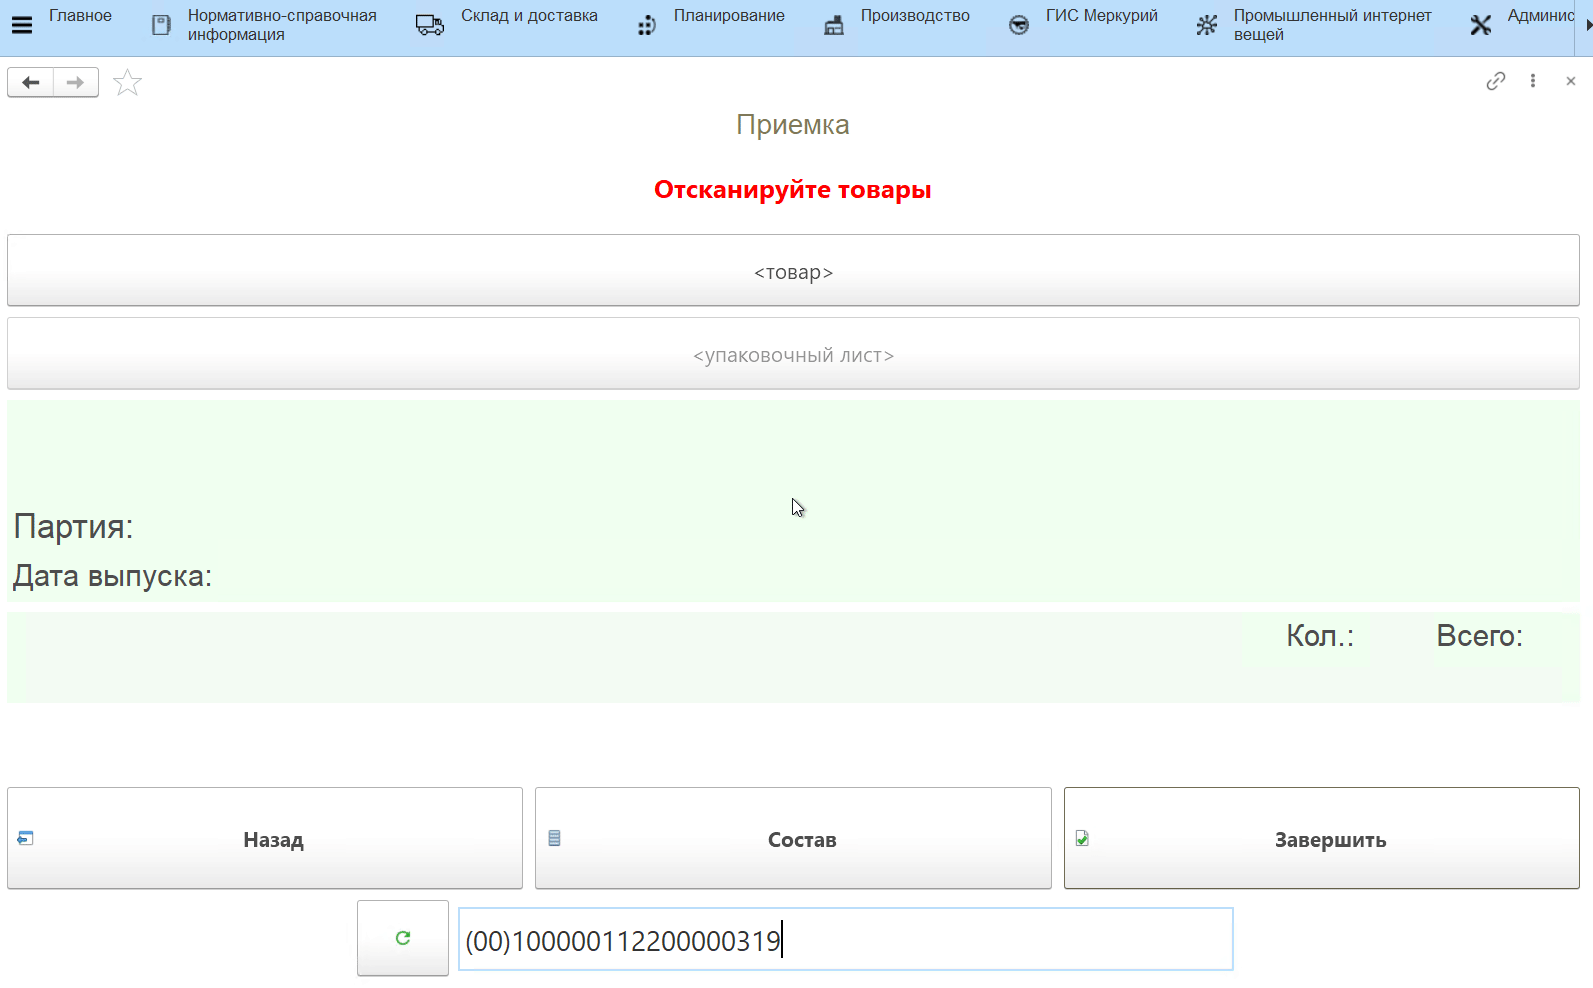 Главное
Нормативно-справочная
информация
Склад и доставка
Планирование
Производство
ГИС Меркурий
Промышленный интернет
вещей
Админис
Приемка
Отсканируйте товары
<товар>
<упаковочный лист>
Партия:
Дата выпуска:
Кол.: Всего:
Назад
Состав
Завершить
(00)100000112200000319